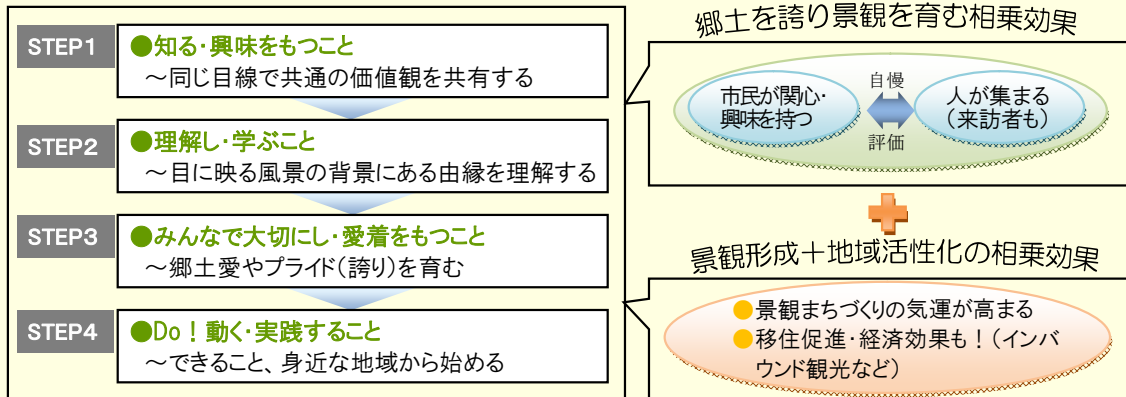 STEP1
●知る・興味をもつこと
～同じ目線で共通の価値観を共有する
STEP2
●理解し・学ぶこと
～目に映る風景の背景にある由縁を理解する
STEP3
●みんなで大切にし・愛着をもつこと
～郷土愛やプライド（誇り）を育む
STEP4
●Do！動く・実践すること
～できること、身近な地域から始める
郷土を誇り景観を育む相乗効果
市民が関心・
興味を持つ
自慢
評価
人が集まる
（来訪者も）
景観形成＋地域活性化の相乗効果
●景観まちづくりの気運が高まる
●移住促進・経済効果も！（インバ
ウンド観光など）